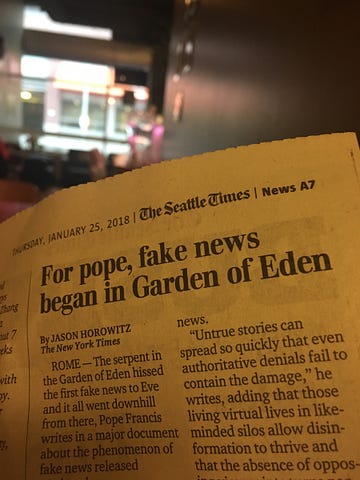 THURSDAY, JANUARY 25, 2018 | The Seattle Times | News A7
For pope, fake news
began in Garden of Eden
By JASON HOROWITZ
The New York Times
ROME — The serpent in
the Garden of Eden hissed
the first fake news to Eve
and it all went downhill
from there, Pope Francis
writes in a major document
about the phenomenon of
fake news released
news.
“Untrue stories can
spread so quickly that even
authoritative denials fail to
contain the damage,” he
writes, adding that those
living virtual lives in like-
minded silos allow disin-
formation to thrive and
that the absence of oppos-